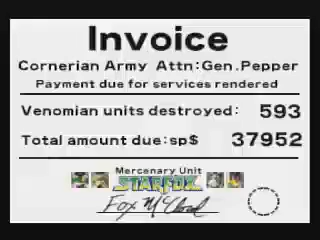 Invoice
Cornerian Army Attn:Gen.Pepper
Payment due for services rendered
Venomian units destroyed: 593
Total amount due:sp$ 37952
Mercenary Unit
STARFOX
Fox McCloud